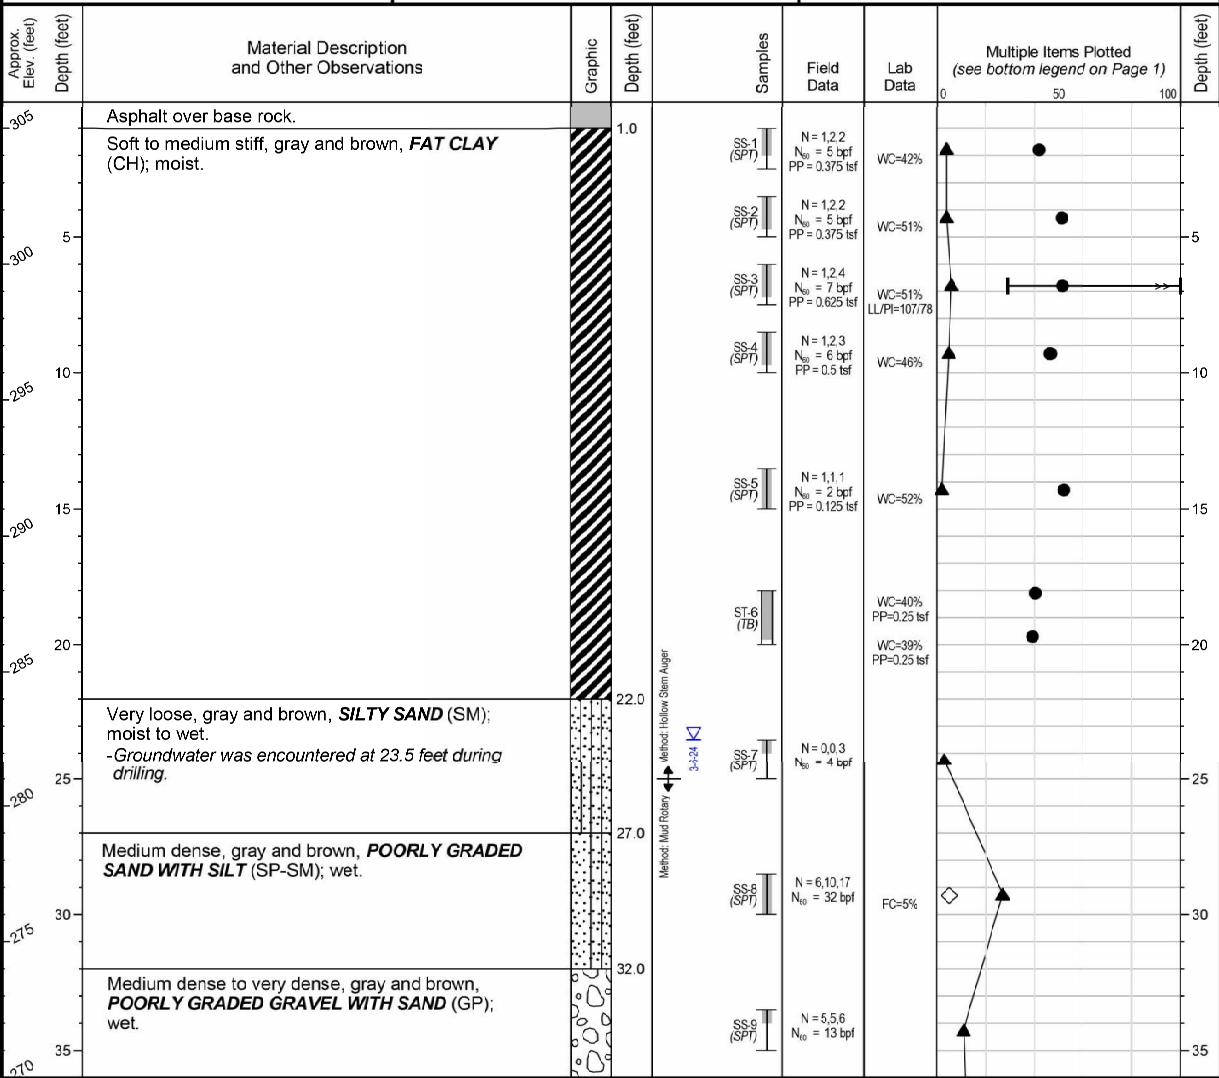 Approx.
Elev. (feet)
Depth (feet)
Material Description
and Other Observations
Graphic
Depth (feet)
Samples
Field
Data
Lab
Data
Multiple Items Plotted
(see bottom legend on Page 1)
0 50 100
Depth (feet)
305
Asphalt over base rock.
1.0
Soft to medium stiff, gray and brown, FAT CLAY
(CH); moist.
SS-1
(SPT)
N = 1,2,2
N60 = 5 bpf
PP = 0.375 tsf
WC=42%
SS-2
(SPT)
N = 1,2,2
N60 = 5 bpf
PP = 0.375 tsf
WC=51%
5
5
300
SS-3
(SPT)
N = 1,2,4
N60 = 7 bpf
PP = 0.625 tsf
WC=51%
LL/PI=107/78
SS-4
(SPT)
N = 1,2,3
N60 = 6 bpf
PP = 0.5 tsf
WC=46%
10
10
295
SS-5
(SPT)
N = 1,1,1
N60 = 2 bpf
PP = 0.125 tsf
WC=52%
15
15
290
ST-6
(TB)
WC=40%
PP=0.25 tsf
WC=39%
PP=0.25 tsf
20
20
285
22.0
Very loose, gray and brown, SILTY SAND (SM);
moist to wet.
-Groundwater was encountered at 23.5 feet during
drilling.
Method: Hollow Stem Auger
Method: Mud Rotary
SS-7
(SPT)
N = 0,0,3
N60 = 4 bpf
25
25
280
27.0
Medium dense, gray and brown, POORLY GRADED
SAND WITH SILT (SP-SM); wet.
SS-8
(SPT)
N = 6,10,17
N60 = 32 bpf
FC=5%
30
30
275
32.0
Medium dense to very dense, gray and brown,
POORLY GRADED GRAVEL WITH SAND (GP);
wet.
SS-9
(SPT)
N = 5,5,6
N60 = 13 bpf
35
35
270